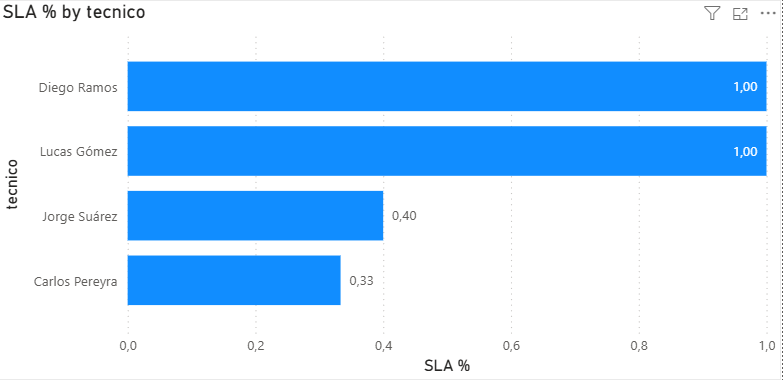 SLA % by tecnico
Diego Ramos
1,00
Lucas Gómez
1,00
Jorge Suárez
0,40
Carlos Pereyra
0,33
tecnico
0,0 0,2 0,4 0,6 0,8 1,0
SLA %